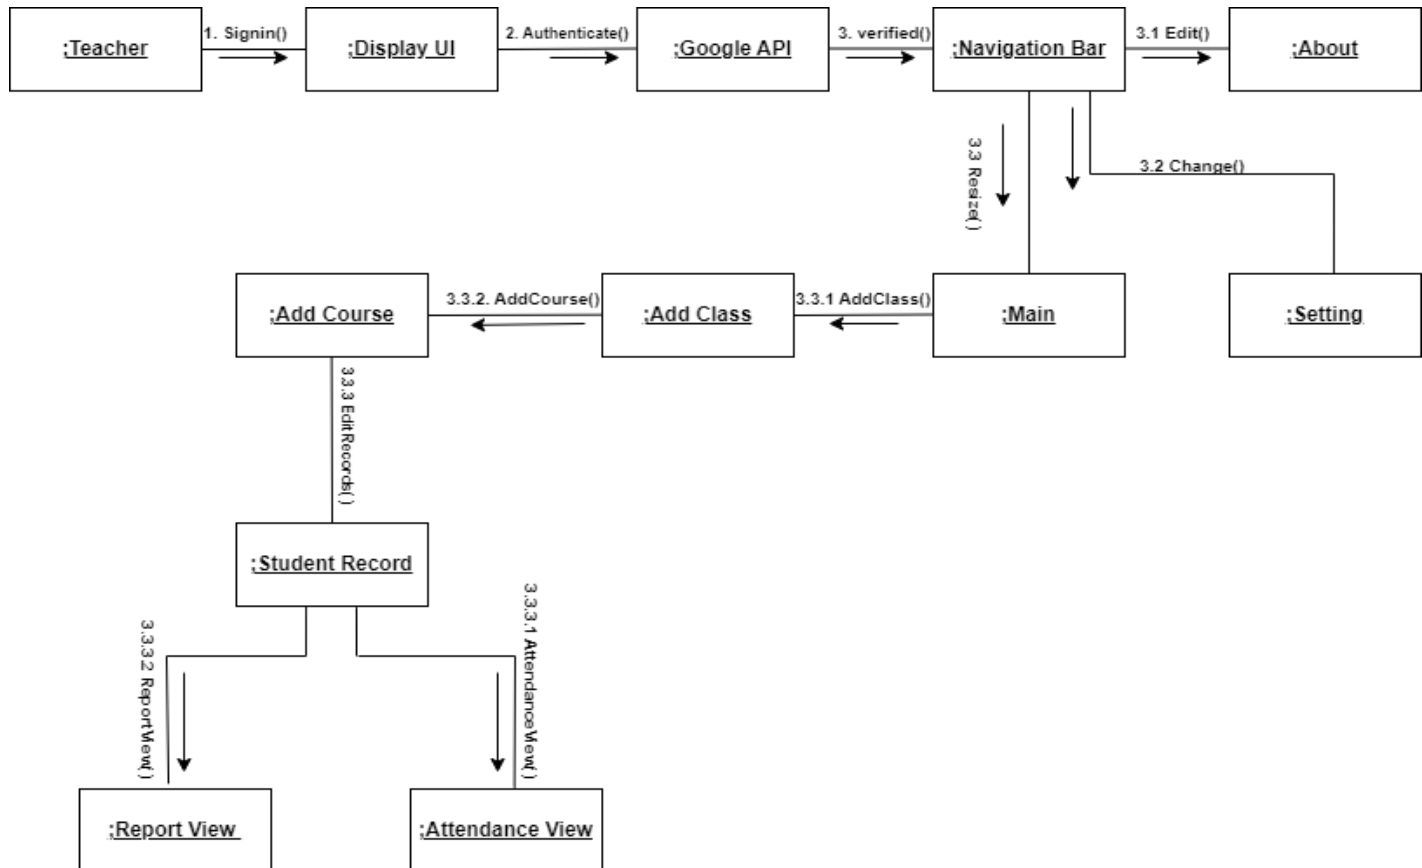 ;Teacher
1. Signin()
;Display UI
2. Authenticate()
;Google API
3. verified()
;Navigation Bar
3.1 Edit()
;About
3.3 Resize()
3.2 Change()
;Add Course
3.3.2. AddCourse()
;Add Class
3.3.1 AddClass()
;Main
;Setting
3.3.3 EditRecords()
;Student Record
3.3.3.2 ReportView()
3.3.3.1 AttendanceView()
;Report View
;Attendance View